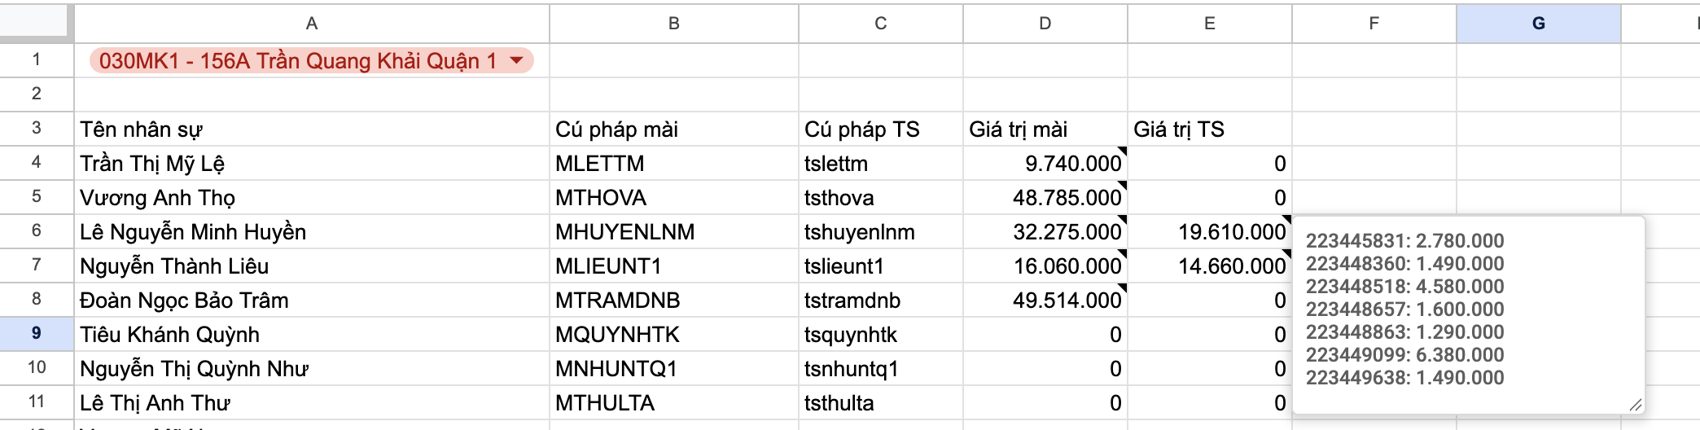 A B C D E F G
1 030MK1 - 156A Trần Quang Khải Quận 1
2
3 Tên nhân sự Cú pháp mài Cú pháp TS Giá trị mài Giá trị TS
4 Trần Thị Mỹ Lệ MLETTM tslettm 9.740.000 0
5 Vương Anh Thọ MTHOVA tsthova 48.785.000 0
6 Lê Nguyễn Minh Huyền MHUYENLNM tshuyenlnm 32.275.000 19.610.000
7 Nguyễn Thành Liêu MLIEUNT1 tslieunt1 16.060.000 14.660.000
8 Đoàn Ngọc Bảo Trâm MTRAMDNB tstramdnb 49.514.000 0
9 Tiêu Khánh Quỳnh MQUYNHTK tsquynhtk 0 0
10 Nguyễn Thị Quỳnh Như MNHUNTQ1 tsnhuntq1 0 0
11 Lê Thị Anh Thư MTHULTA tsthulta 0 0
223445831: 2.780.000
223448360: 1.490.000
223448518: 4.580.000
223448657: 1.600.000
223448863: 1.290.000
223449099: 6.380.000
223449638: 1.490.000